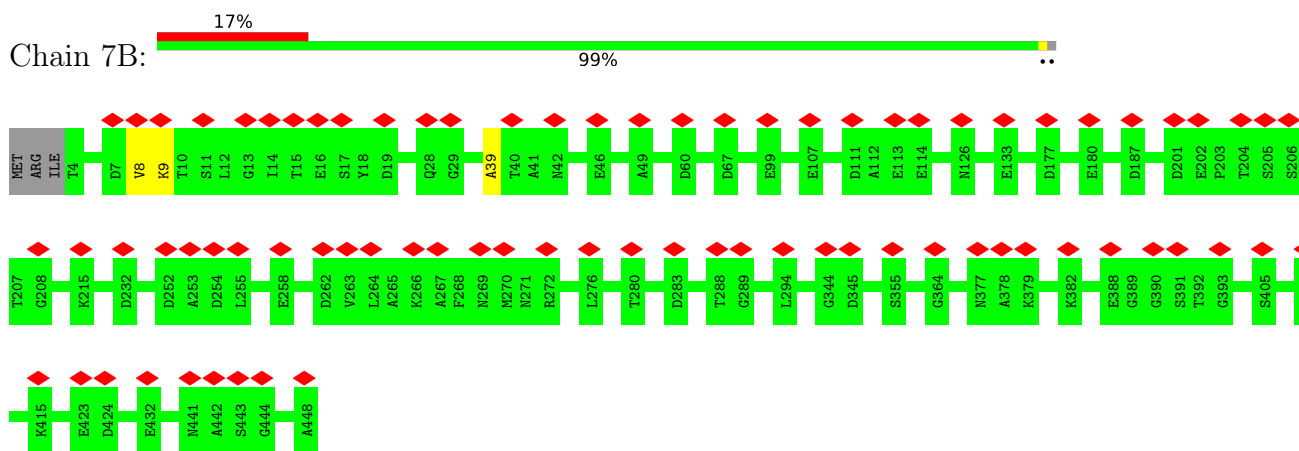 17%
Chain 7B:
99%
••
MET ARG ILE T4 D7 V8 K9 T10 S11 L12 G13 I14 T15 E16 S17 Y18 D19 Q28 G29 A39 T40 A41 N42 E46 A49 D60 D67 E99 E107 D111 A112 E113 E114 N126 E133 D177 E180 D187 D201 E202 P203 T204 S205 S206
T207 G208 K215 D232 D252 A253 D254 L255 E258 D262 V263 L264 A265 K266 A267 F268 N269 M270 N271 R272 L276 T280 D283 T288 G289 L294 G344 D345 S355 G364 N377 A378 K379 K382 E388 G389 G390 S391 T392 G393 S405
K415 E423 D424 E432 N441 A442 S443 G444 A448